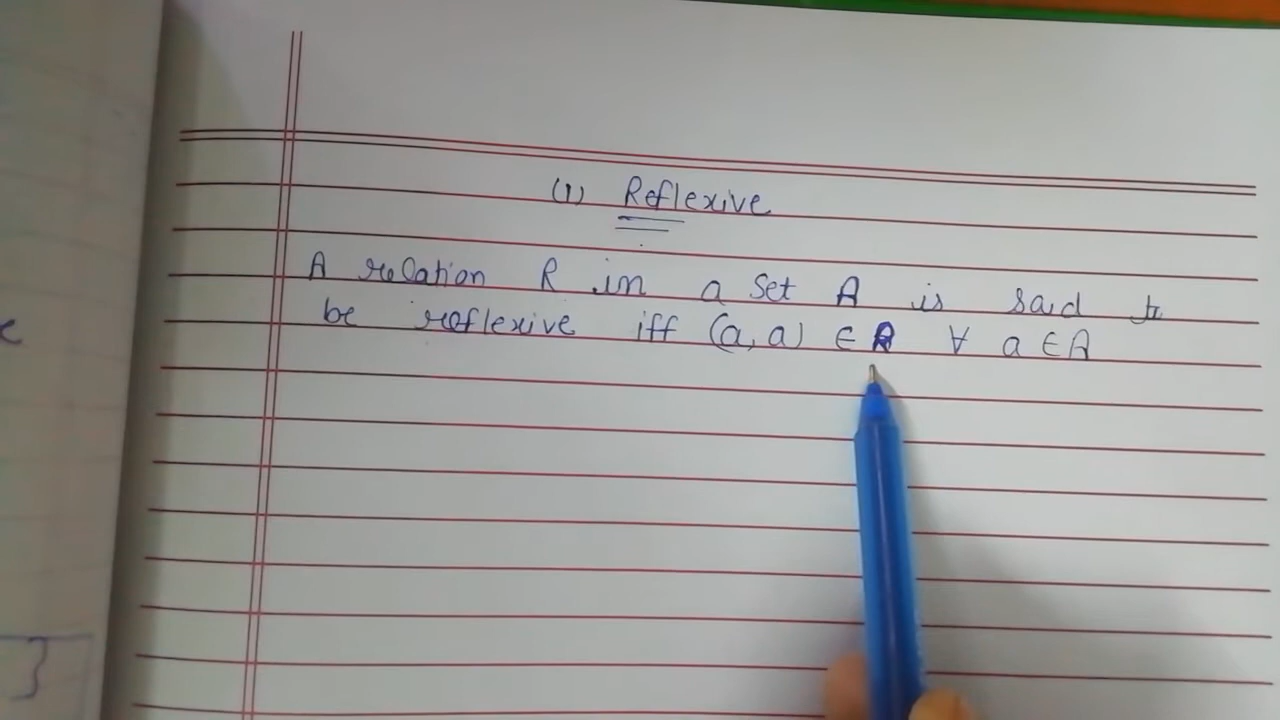 (1) Reflexive
A relation R in a set A is said to
be reflexive iff (a, a) ∈ R ∀ a ∈ A